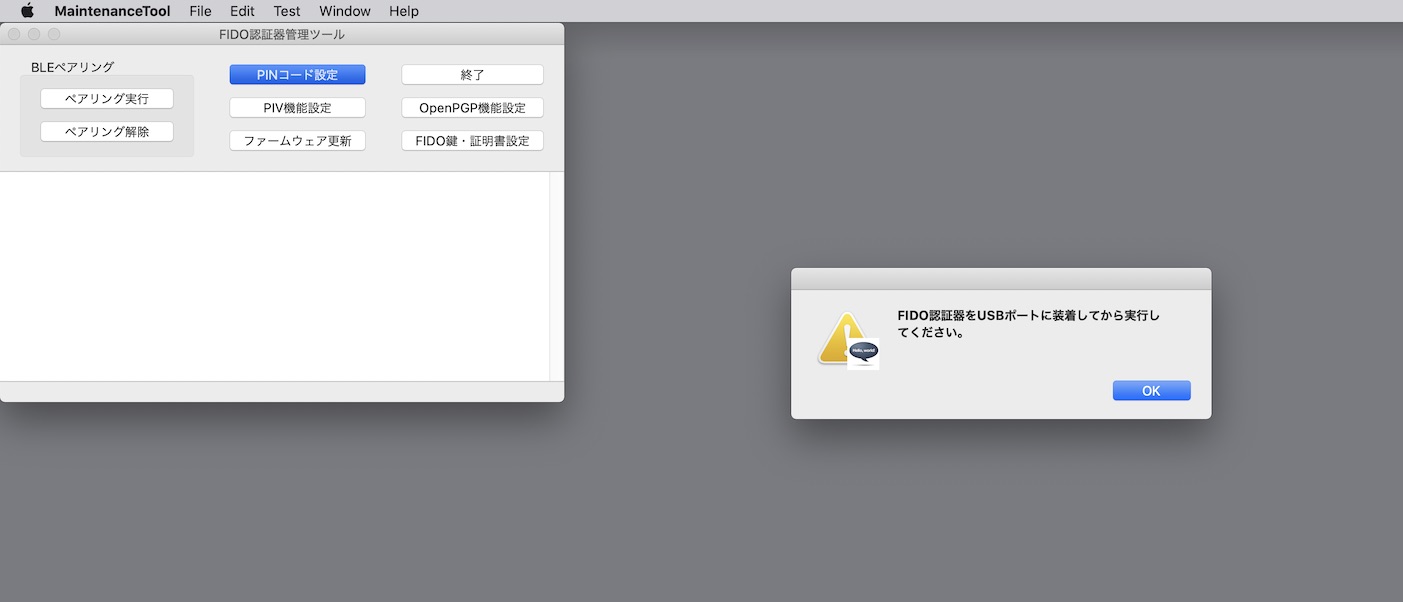 MaintenanceTool File Edit Test Window Help
FIDO認証器管理ツール
BLEペアリング
ペアリング実行
ペアリング解除
PINコード設定
終了
PIV機能設定
OpenPGP機能設定
ファームウェア更新
FIDO鍵・証明書設定
FIDO認証器をUSBポートに装着してから実行し
てください。
Hello, world!
OK